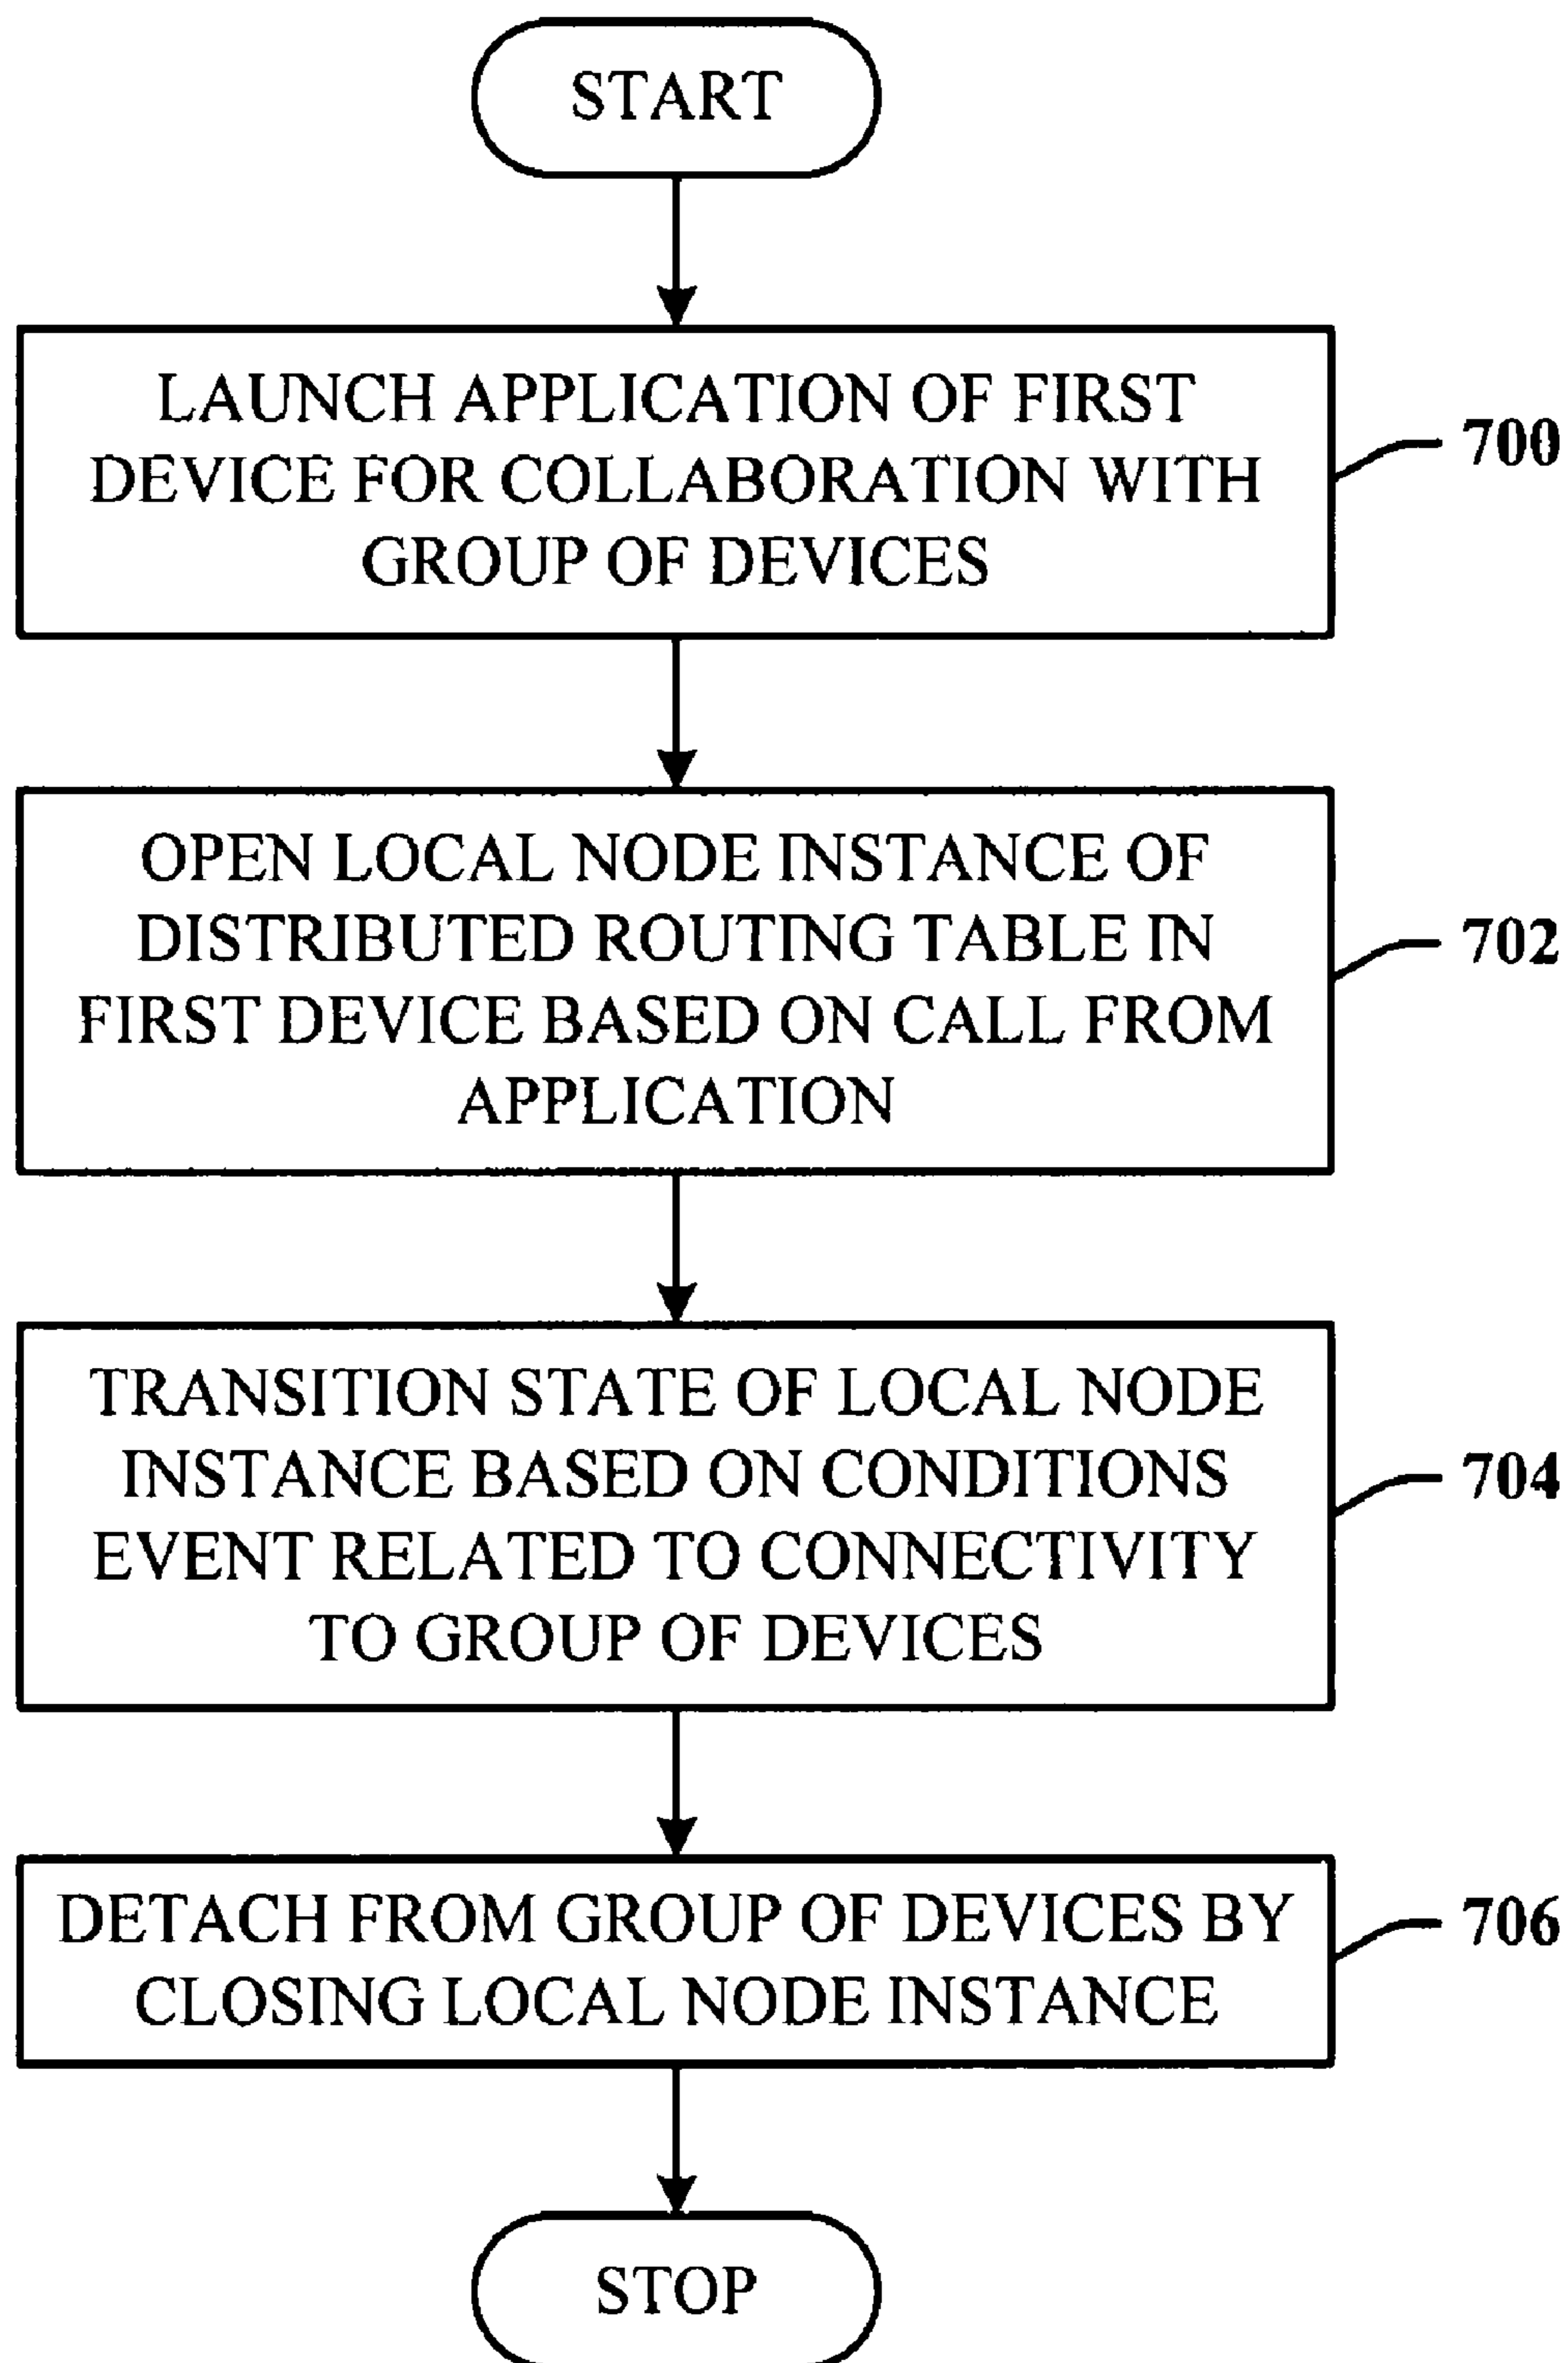 START
LAUNCH APPLICATION OF FIRST
DEVICE FOR COLLABORATION WITH
GROUP OF DEVICES
700
OPEN LOCAL NODE INSTANCE OF
DISTRIBUTED ROUTING TABLE IN
FIRST DEVICE BASED ON CALL FROM
APPLICATION
702
TRANSITION STATE OF LOCAL NODE
INSTANCE BASED ON CONDITIONS
EVENT RELATED TO CONNECTIVITY
TO GROUP OF DEVICES
704
DETACH FROM GROUP OF DEVICES BY
CLOSING LOCAL NODE INSTANCE
706
STOP